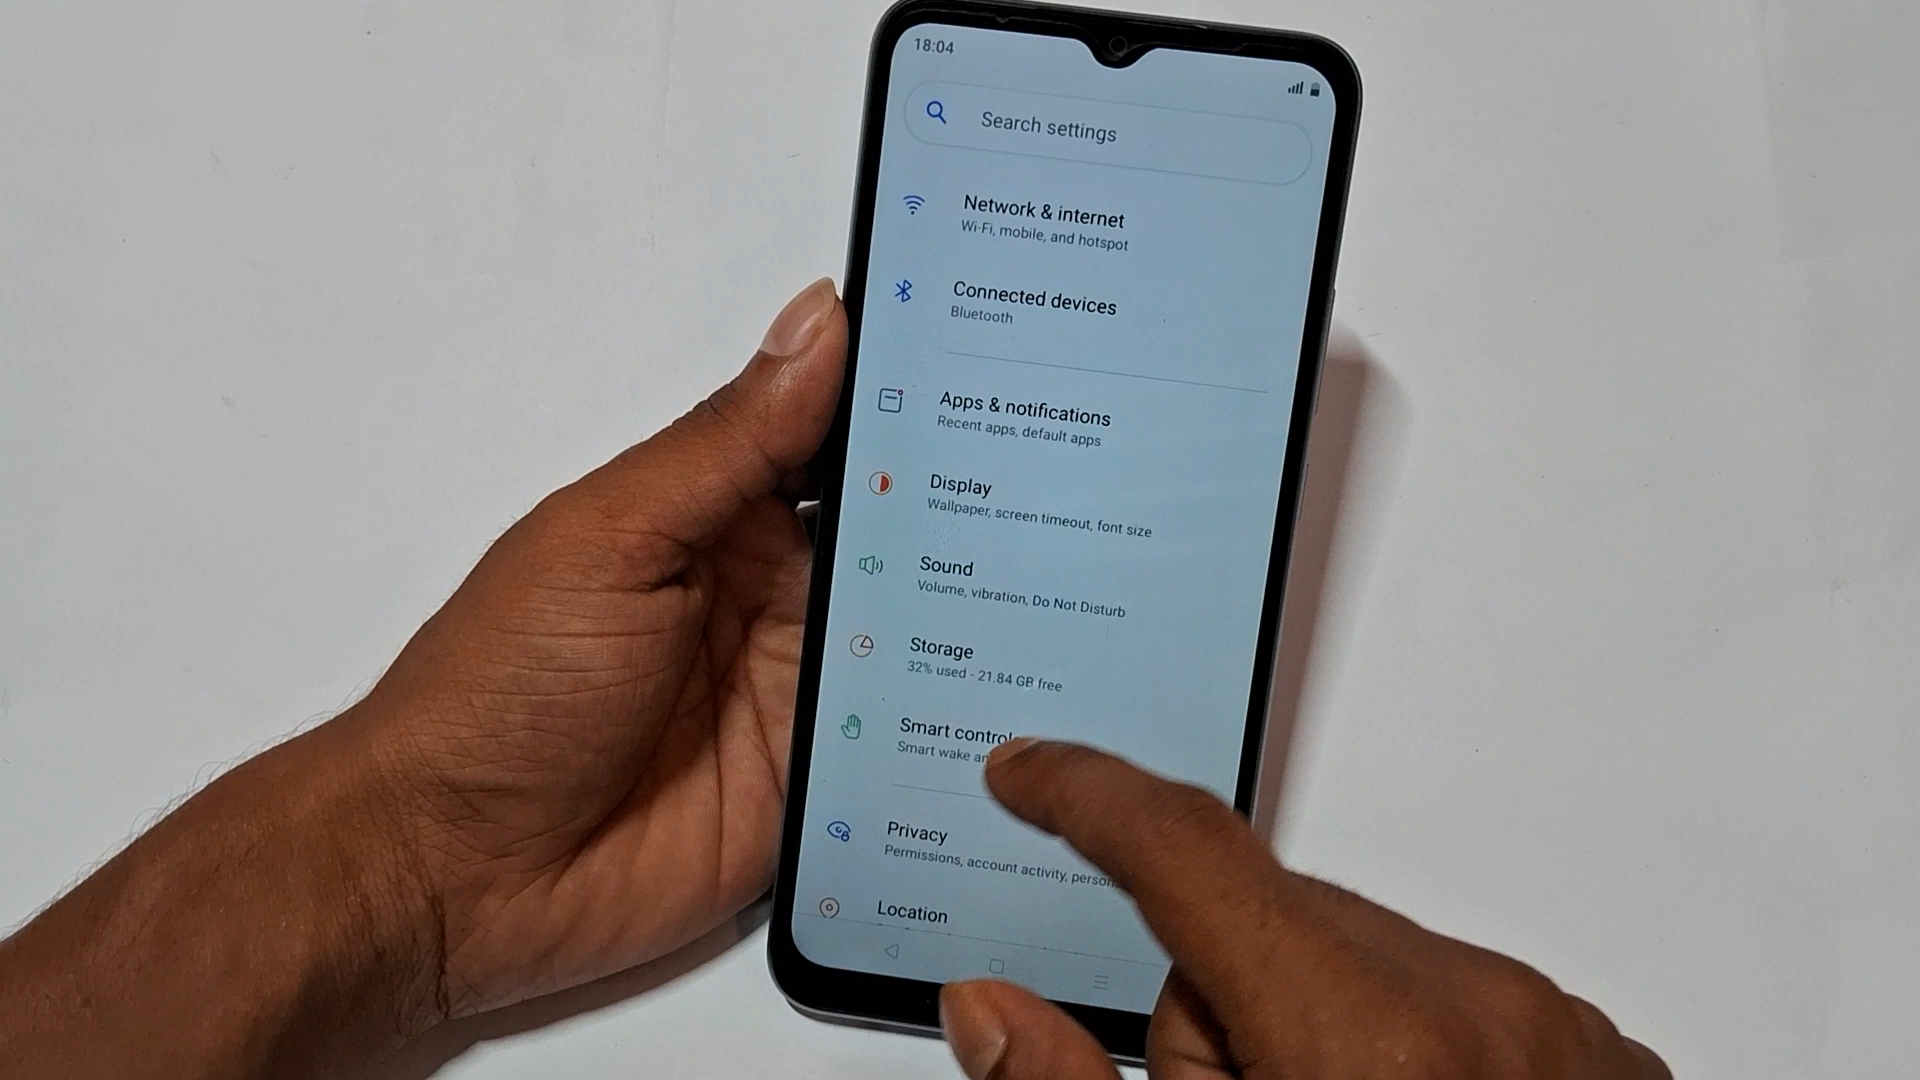 18:04
Search settings
Network & internet
Wi-Fi, mobile, and hotspot
Connected devices
Bluetooth
Apps & notifications
Recent apps, default apps
Display
Wallpaper, screen timeout, font size
Sound
Volume, vibration, Do Not Disturb
Storage
32% used - 21.84 GB free
Smart controls
Smart wake
Privacy
Permissions, account activity,
Location